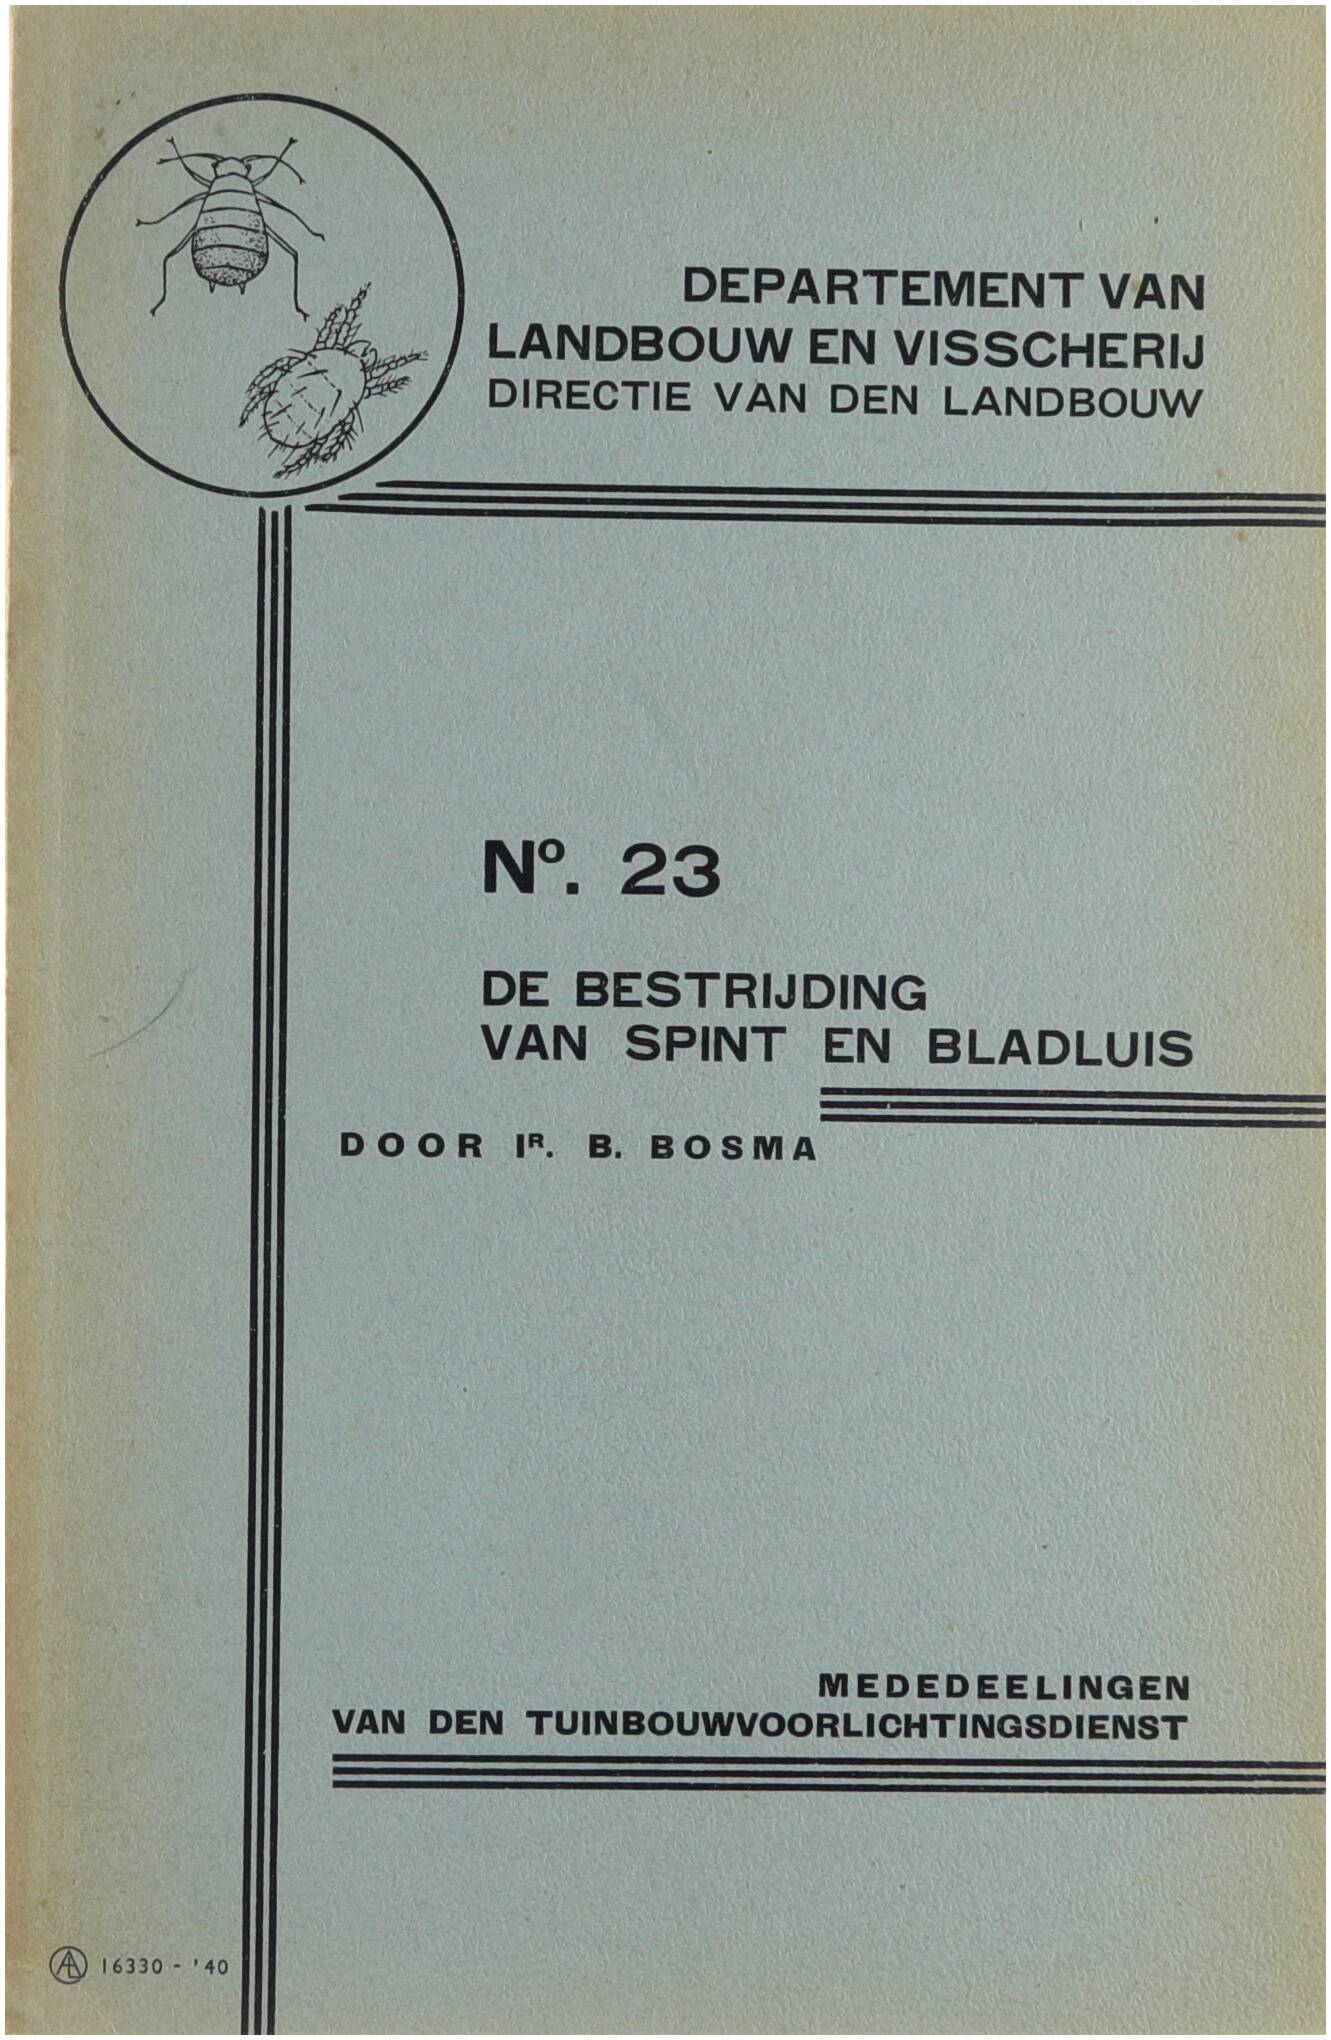 DEPARTEMENT VAN
LANDBOUW EN VISSCHERIJ
DIRECTIE VAN DEN LANDBOUW
Nº. 23
DE BESTRIJDING
VAN SPINT EN BLADLUIS
DOOR IR. B. BOSMA
MEDEDEELINGEN
VAN DEN TUINBOUWVOORLICHTINGSDIENST
16330 - '40